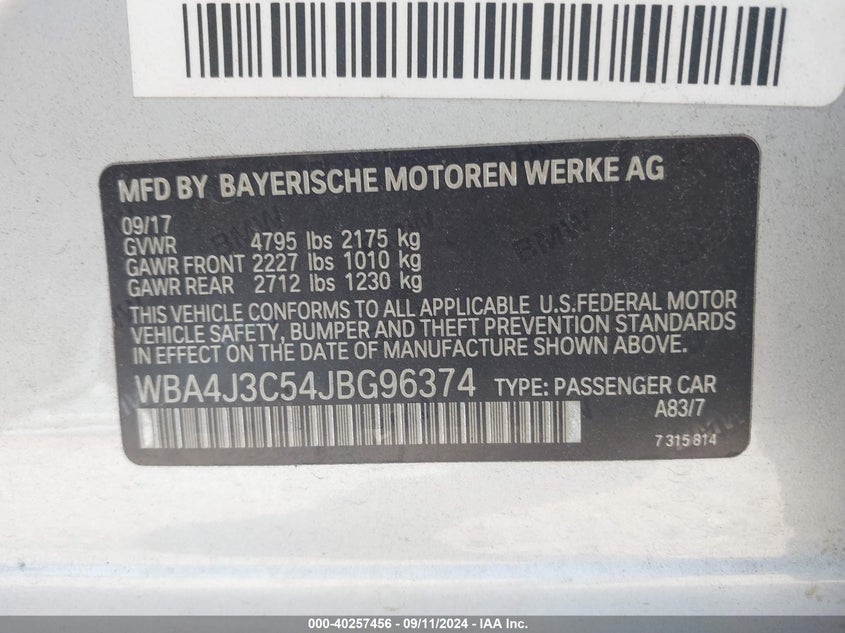 MFD BY BAYERISCHE MOTOREN WERKE AG
09/17
GVWR 4795 lbs 2175 kg
GAWR FRONT 2227 lbs 1010 kg
GAWR REAR 2712 lbs 1230 kg
THIS VEHICLE CONFORMS TO ALL APPLICABLE U.S.FEDERAL MOTOR
VEHICLE SAFETY, BUMPER AND THEFT PREVENTION STANDARDS
IN EFFECT ON THE DATE OF MANUFACTURE SHOWN ABOVE.
WBA4J3C54JBG96374 TYPE: PASSENGER CAR
A83/7
7 315 814
000-40257456 - 09/11/2024 - IAA Inc.